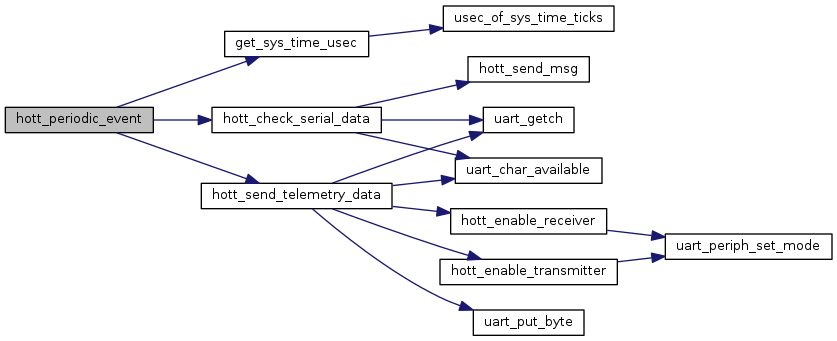 usec_of_sys_time_ticks
get_sys_time_usec
hott_send_msg
hott_periodic_event
hott_check_serial_data
uart_getch
uart_char_available
hott_send_telemetry_data
hott_enable_receiver
uart_periph_set_mode
hott_enable_transmitter
uart_put_byte